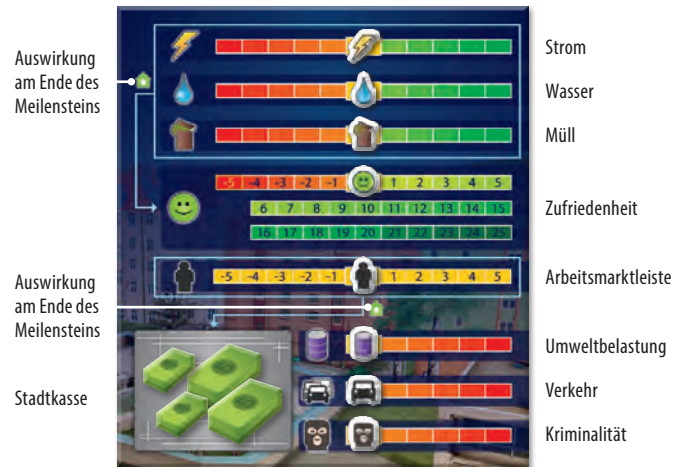 Auswirkung
am Ende des
Meilensteins
Strom
Wasser
Müll
-5 -4 -3 -2 -1 1 2 3 4 5
6 7 8 9 10 11 12 13 14 15
16 17 18 19 20 21 22 23 24 25
Zufriedenheit
Auswirkung
am Ende des
Meilensteins
-5 -4 -3 -2 -1 1 2 3 4 5
Arbeitsmarktleiste
Stadtkasse
Umweltbelastung
Verkehr
Kriminalität